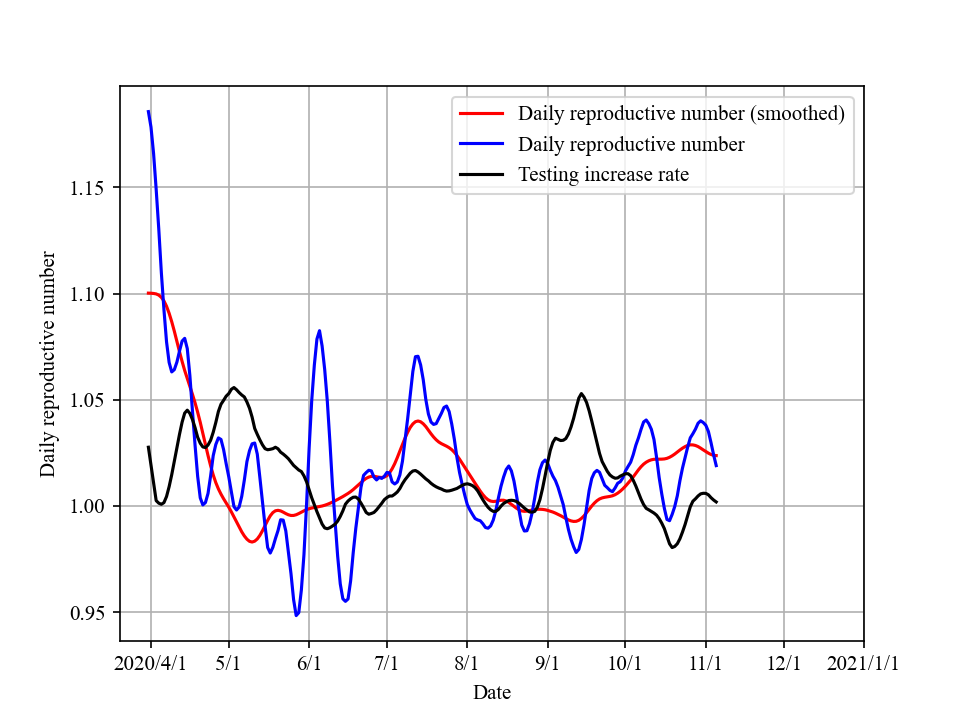 Daily reproductive number (smoothed)
Daily reproductive number
Testing increase rate
Daily reproductive number
1.15
1.10
1.05
1.00
0.95
2020/4/1 5/1 6/1 7/1 8/1 9/1 10/1 11/1 12/1 2021/1/1
Date